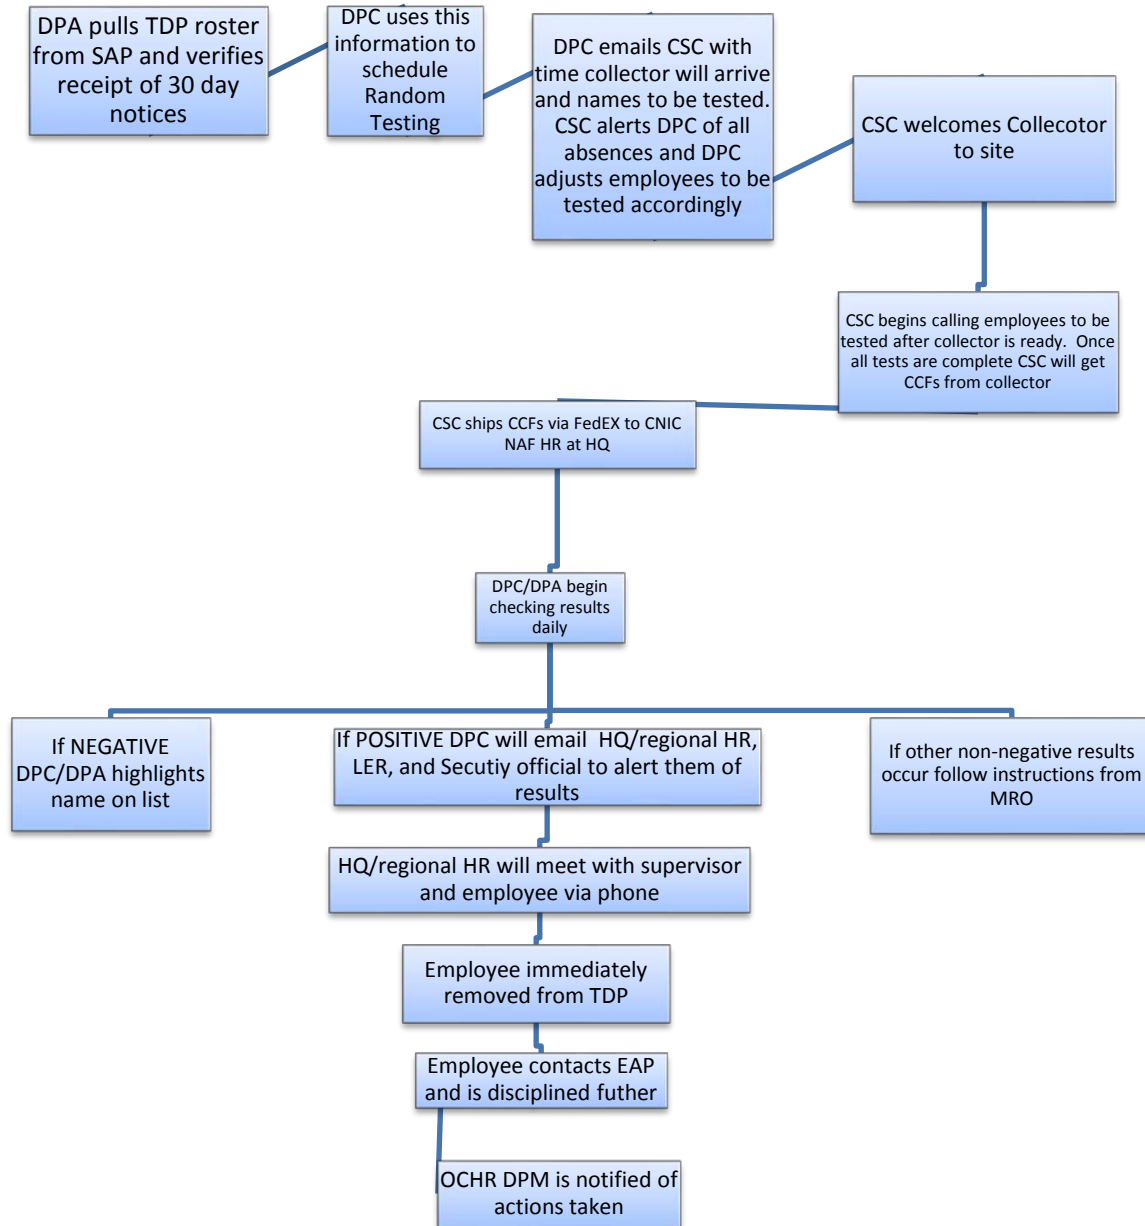 DPA pulls TDP roster
from SAP and verifies
receipt of 30 day
notices
DPC uses this
information to
schedule
Random
Testing
DPC emails CSC with
time collector will arrive
and names to be tested.
CSC alerts DPC of all
absences and DPC
adjusts employees to be
tested accordingly
CSC welcomes Collecotor
to site
CSC begins calling employees to be
tested after collector is ready.  Once
all tests are complete CSC will get
CCFs from collector
CSC ships CCFs via FedEX to CNIC
NAF HR at HQ
DPC/DPA begin
checking results
daily
If NEGATIVE
DPC/DPA highlights
name on list
If POSITIVE DPC will email  HQ/regional HR,
LER, and Secutiy official to alert them of
results
If other non-negative results
occur follow instructions from
MRO
HQ/regional HR will meet with supervisor
and employee via phone
Employee immediately
removed from TDP
Employee contacts EAP
and is disciplined futher
OCHR DPM is notified of
actions taken